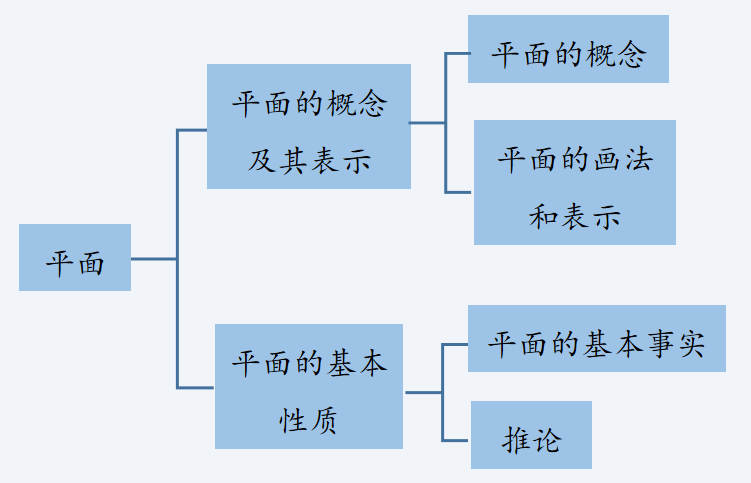 平面
平面的概念
及其表示
平面的概念
平面的画法
和表示
平面的基本
性质
平面的基本事实
推论